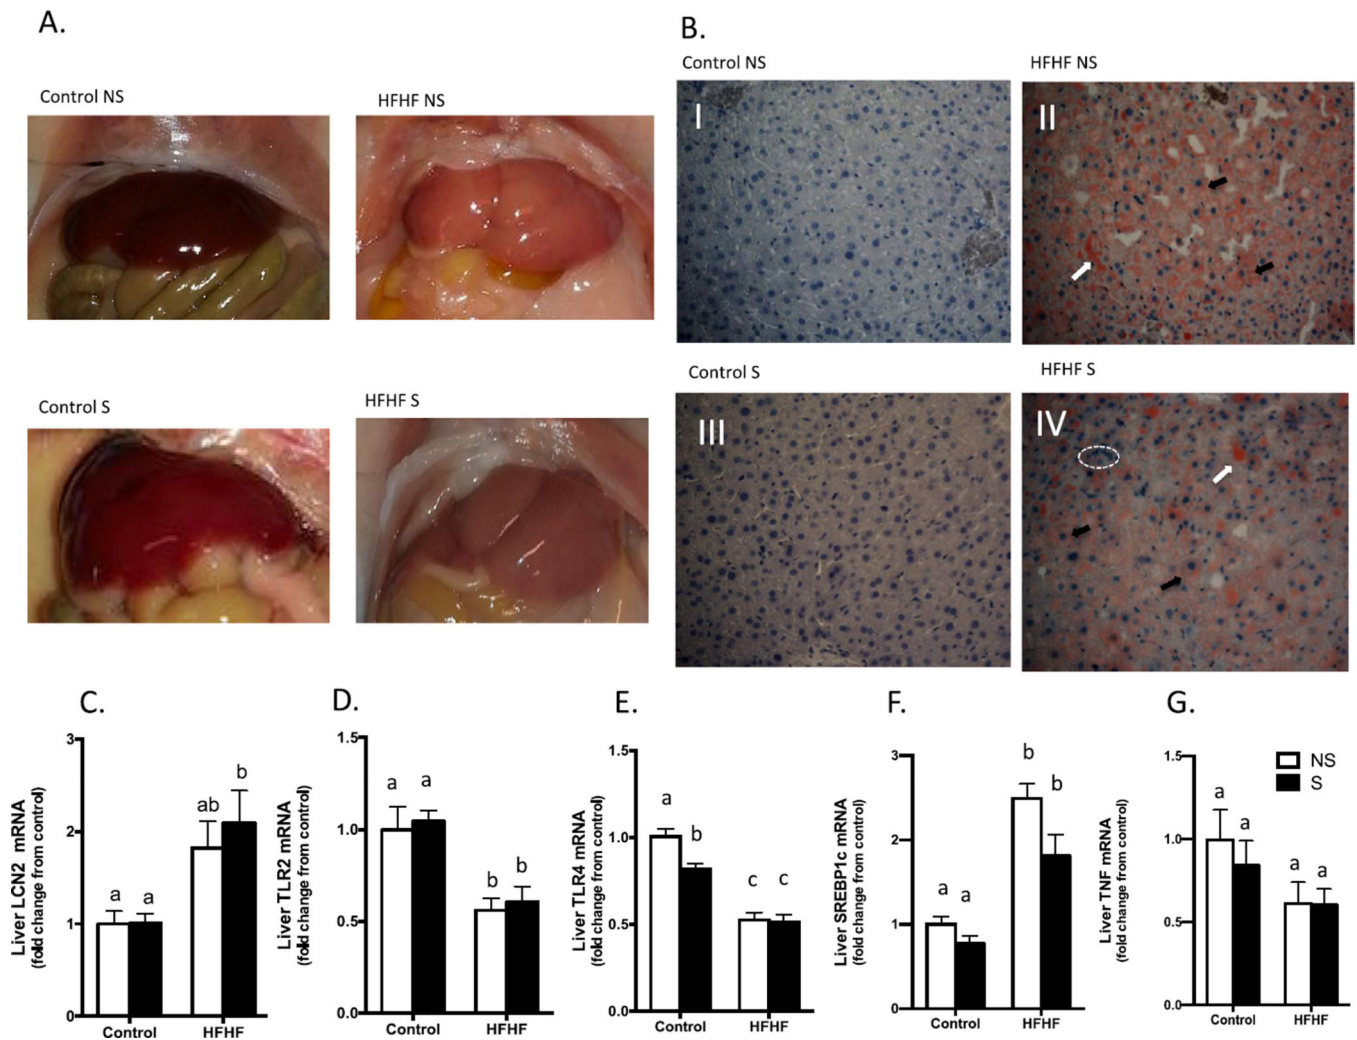 A.
B.
Control NS
HFHF NS
Control NS
HFHF NS
I
II
Control S
HFHF S
Control S
HFHF S
III
IV
C.
D.
E.
F.
G.
Liver LCN2 mRNA
(fold change from control)
3
2
1
0
a
a
ab
b
Control
HFHF
Liver TLR2 mRNA
(fold change from control)
1.5
1.0
0.5
0.0
a
a
b
b
Control
HFHF
Liver TLR4 mRNA
(fold change from control)
1.5
1.0
0.5
0.0
a
b
c
c
Control
HFHF
Liver SREBP1c mRNA
(fold change from control)
3
2
1
0
a
a
b
b
Control
HFHF
Liver TNF mRNA
(fold change from control)
1.5
1.0
0.5
0.0
a
a
a
a
Control
HFHF
NS
S